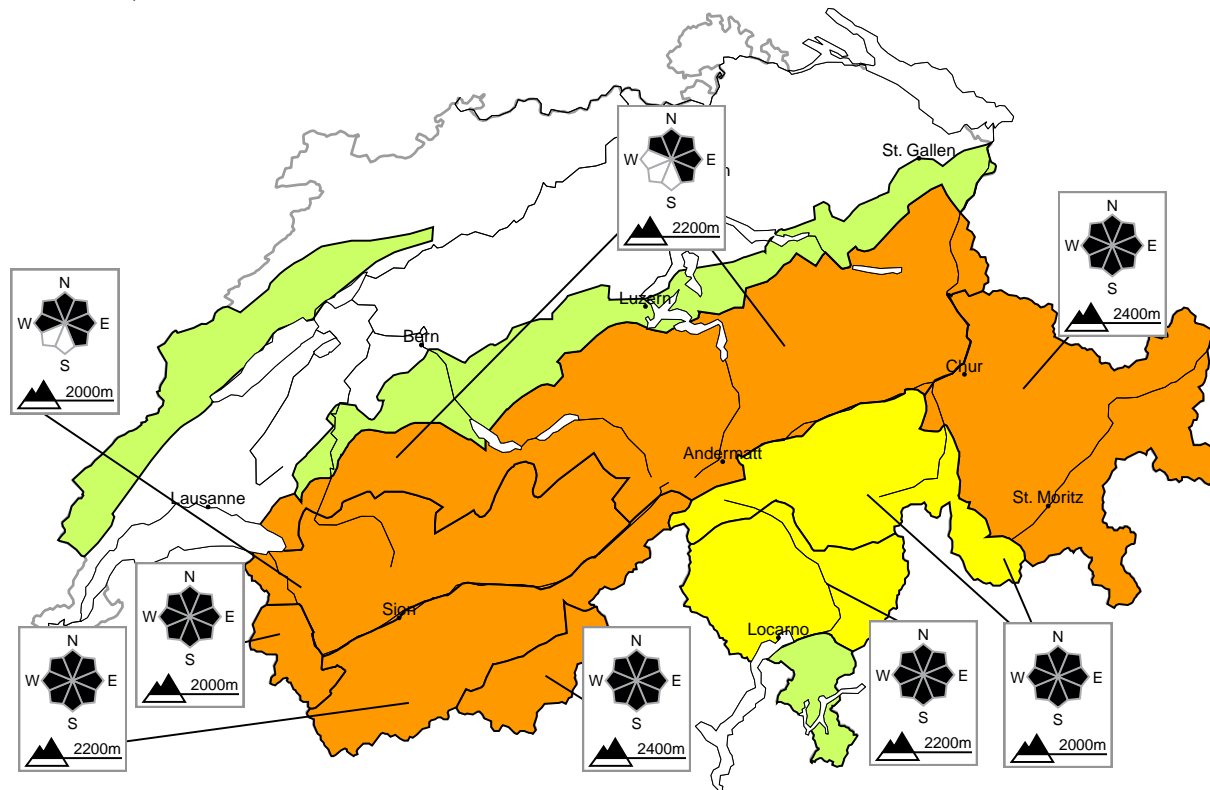 N
W E
S
2200m
n
St. Gallen
N
W E
S
2400m
N
W E
S
2000m
Luzern
Bern
Chur
Andermatt
Lausanne
St. Moritz
N
W E
S
2000m
Sion
Locarno
N
W E
S
2200m
N
W E
S
2400m
N
W E
S
2200m
N
W E
S
2000m